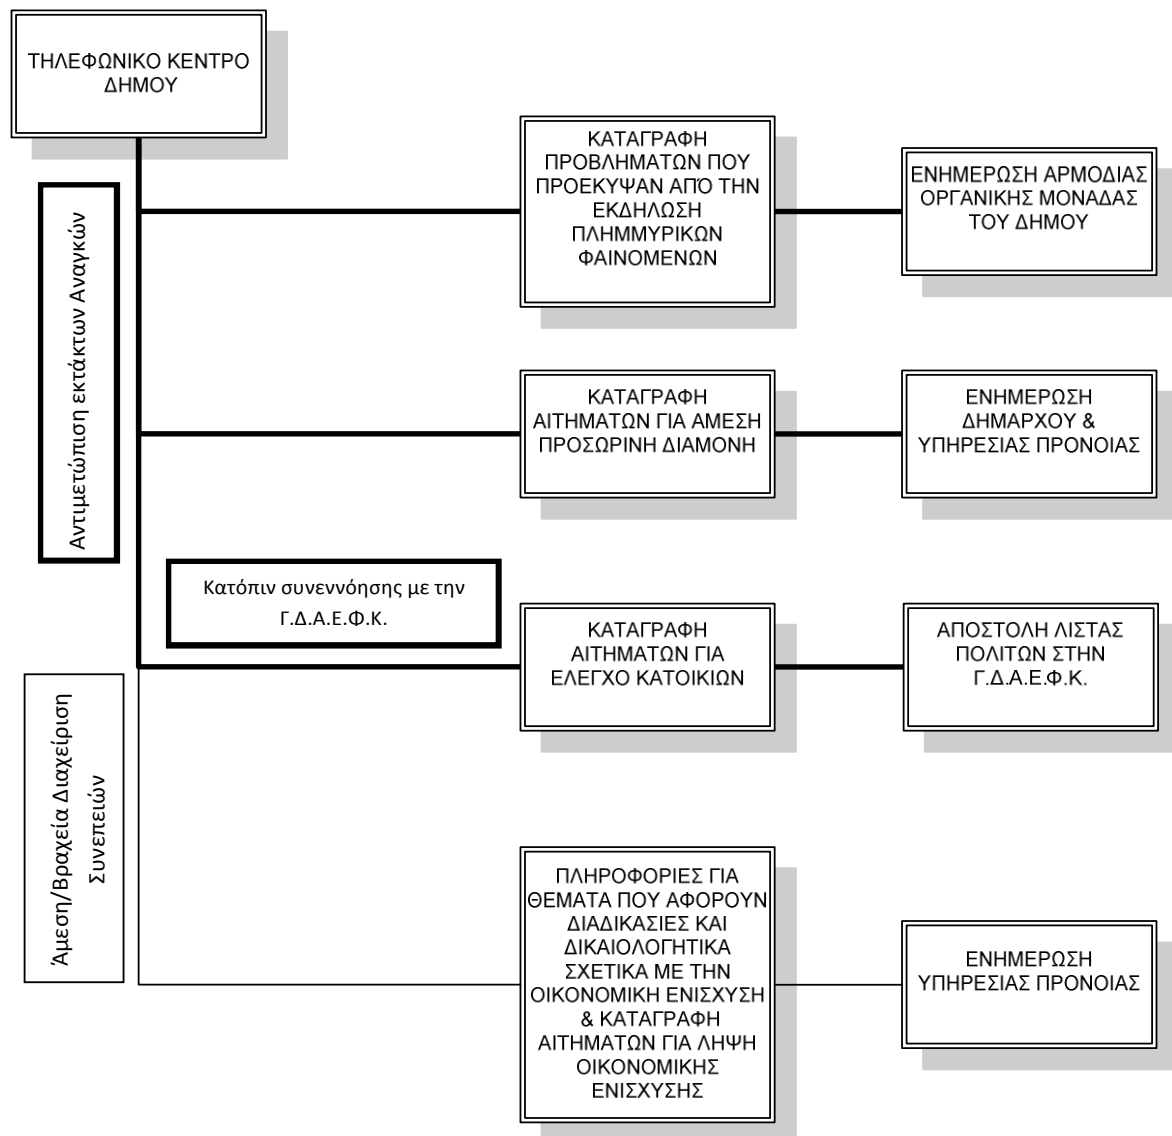 ΤΗΛΕΦΩΝΙΚΟ ΚΕΝΤΡΟ
ΔΗΜΟΥ
Αντιμετώπιση εκτάκτων Αναγκών
ΚΑΤΑΓΡΑΦΗ
ΠΡΟΒΛΗΜΑΤΩΝ ΠΟΥ
ΠΡΟΕΚΥΨΑΝ ΑΠΌ ΤΗΝ
ΕΚΔΗΛΩΣΗ
ΠΛΗΜΜΥΡΙΚΩΝ
ΦΑΙΝΟΜΕΝΩΝ
ΕΝΗΜΕΡΩΣΗ ΑΡΜΟΔΙΑΣ
ΟΡΓΑΝΙΚΗΣ ΜΟΝΑΔΑΣ
ΤΟΥ ΔΗΜΟΥ
ΚΑΤΑΓΡΑΦΗ
ΑΙΤΗΜΑΤΩΝ ΓΙΑ ΑΜΕΣΗ
ΠΡΟΣΩΡΙΝΗ ΔΙΑΜΟΝΗ
ΕΝΗΜΕΡΩΣΗ
ΔΗΜΑΡΧΟΥ &
ΥΠΗΡΕΣΙΑΣ ΠΡΟΝΟΙΑΣ
Κατόπιν συνεννόησης με την
Γ.Δ.Α.Ε.Φ.Κ.
ΚΑΤΑΓΡΑΦΗ
ΑΙΤΗΜΑΤΩΝ ΓΙΑ
ΕΛΕΓΧΟ ΚΑΤΟΙΚΙΩΝ
ΑΠΟΣΤΟΛΗ ΛΙΣΤΑΣ
ΠΟΛΙΤΩΝ ΣΤΗΝ
Γ.Δ.Α.Ε.Φ.Κ.
Άμεση/Βραχεία Διαχείριση
Συνεπειών
ΠΛΗΡΟΦΟΡΙΕΣ ΓΙΑ
ΘΕΜΑΤΑ ΠΟΥ ΑΦΟΡΟΥΝ
ΔΙΑΔΙΚΑΣΙΕΣ ΚΑΙ
ΔΙΚΑΙΟΛΟΓΗΤΙΚΑ
ΣΧΕΤΙΚΑ ΜΕ ΤΗΝ
ΟΙΚΟΝΟΜΙΚΗ ΕΝΙΣΧΥΣΗ
& ΚΑΤΑΓΡΑΦΗ
ΑΙΤΗΜΑΤΩΝ ΓΙΑ ΛΗΨΗ
ΟΙΚΟΝΟΜΙΚΗΣ
ΕΝΙΣΧΥΣΗΣ
ΕΝΗΜΕΡΩΣΗ
ΥΠΗΡΕΣΙΑΣ ΠΡΟΝΟΙΑΣ